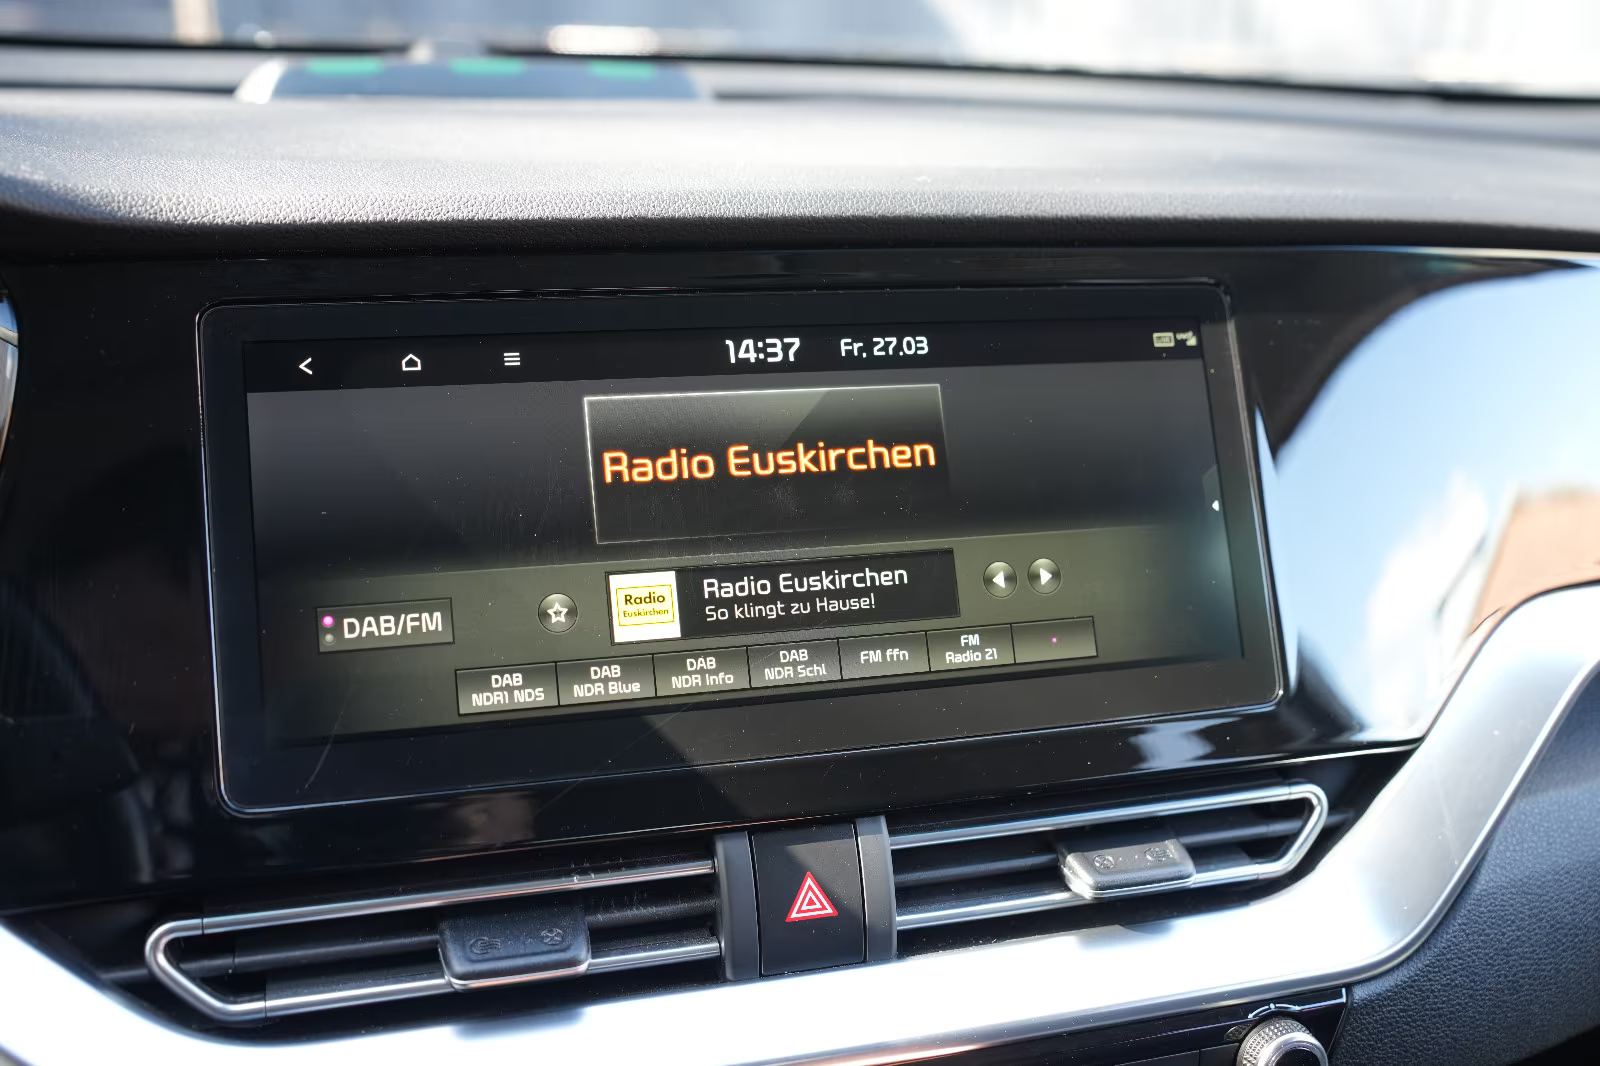 14:37 Fr. 27.03
Radio Euskirchen
Radio
Euskirchen
Radio Euskirchen
So klingt zu Hause!
DAB/FM
DAB
NDR1 NDS
DAB
NDR Blue
DAB
NDR Info
DAB
NDR Schl
FM ffn
FM
Radio 21